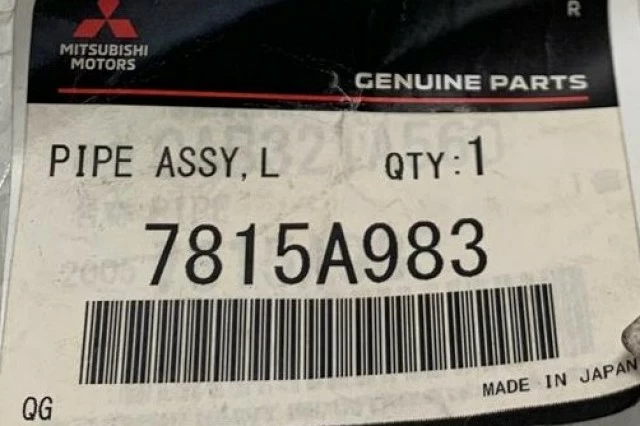 R
MITSUBISHI
MOTORS
GENUINE PARTS
PIPE ASSY, L QTY:1
7815A983
MADE IN JAPAN
QG